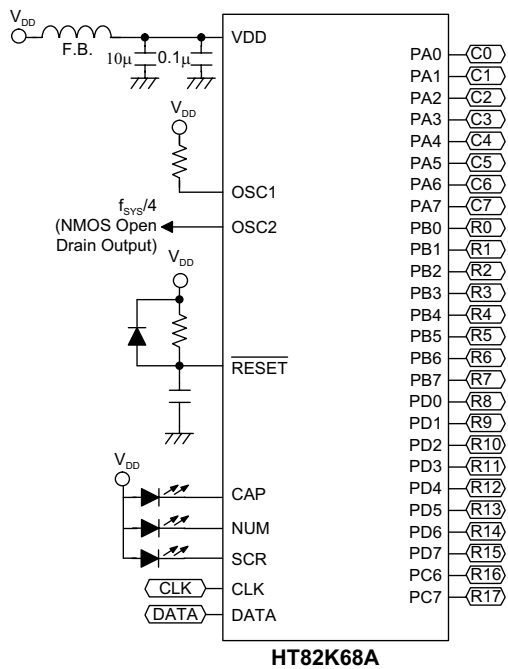 VDD
F.B.
10μ
0.1μ
VDD
VDD
OSC1
fSYS/4
(NMOS Open
Drain Output)
OSC2
VDD
RESET
VDD
CAP
NUM
SCR
CLK CLK
DATA DATA
PA0 C0
PA1 C1
PA2 C2
PA3 C3
PA4 C4
PA5 C5
PA6 C6
PA7 C7
PB0 R0
PB1 R1
PB2 R2
PB3 R3
PB4 R4
PB5 R5
PB6 R6
PB7 R7
PD0 R8
PD1 R9
PD2 R10
PD3 R11
PD4 R12
PD5 R13
PD6 R14
PD7 R15
PC6 R16
PC7 R17
HT82K68A